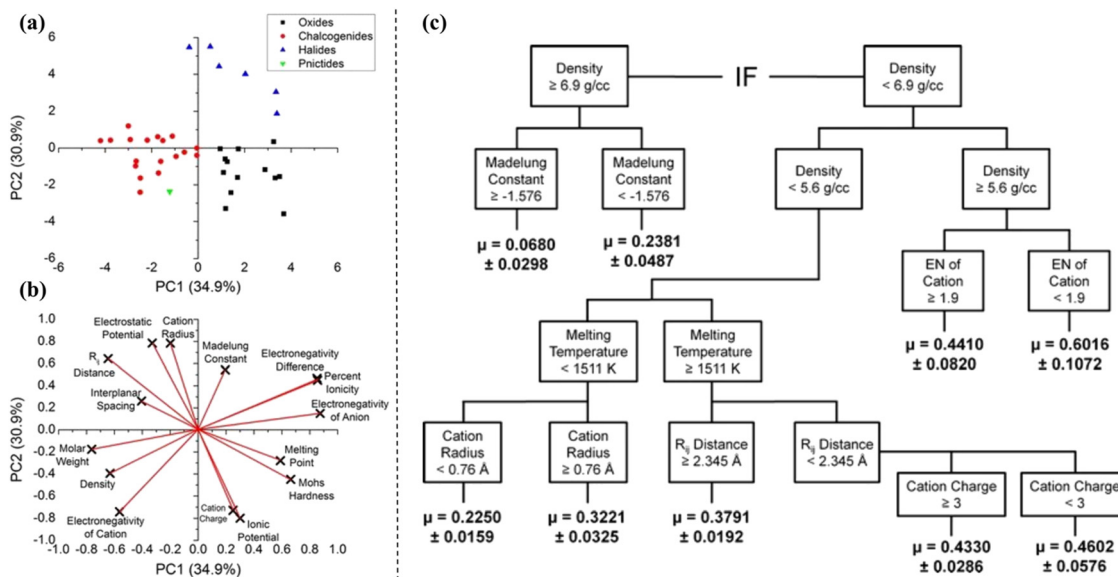 (a)
Oxides
Chalcogenides
Halides
Pnictides
6
4
2
0
-2
-4
-6
PC2 (30.9%)
-6 -4 -2 0 2 4 6
PC1 (34.9%)
(b)
1.0
0.8
0.6
0.4
0.2
0.0
-0.2
-0.4
-0.6
-0.8
-1.0
PC2 (30.9%)
Electrostatic
Potential
Cation
Radius
Madelung
Constant
Electronegativity
Difference
Percent
Ionicity
Electronegativity
of Anion
Rij
Distance
Interplanar
Spacing
Molar
Weight
Density
Electronegativity
of Cation
Melting
Point
Mohs
Hardness
Cation
Charge
Ionic
Potential
-1.0 -0.8 -0.6 -0.4 -0.2 0.0 0.2 0.4 0.6 0.8 1.0
PC1 (34.9%)
(c)
IF
Density
≥ 6.9 g/cc
Density
< 6.9 g/cc
Madelung
Constant
≥ -1.576
Madelung
Constant
< -1.576
Density
< 5.6 g/cc
Density
≥ 5.6 g/cc
μ = 0.0680
± 0.0298
μ = 0.2381
± 0.0487
EN of
Cation
≥ 1.9
EN of
Cation
< 1.9
μ = 0.4410
± 0.0820
μ = 0.6016
± 0.1072
Melting
Temperature
< 1511 K
Melting
Temperature
≥ 1511 K
Cation
Radius
< 0.76 Å
Cation
Radius
≥ 0.76 Å
Rij Distance
≥ 2.345 Å
Rij Distance
< 2.345 Å
Cation Charge
≥ 3
Cation Charge
< 3
μ = 0.2250
± 0.0159
μ = 0.3221
± 0.0325
μ = 0.3791
± 0.0192
μ = 0.4330
± 0.0286
μ = 0.4602
± 0.0576